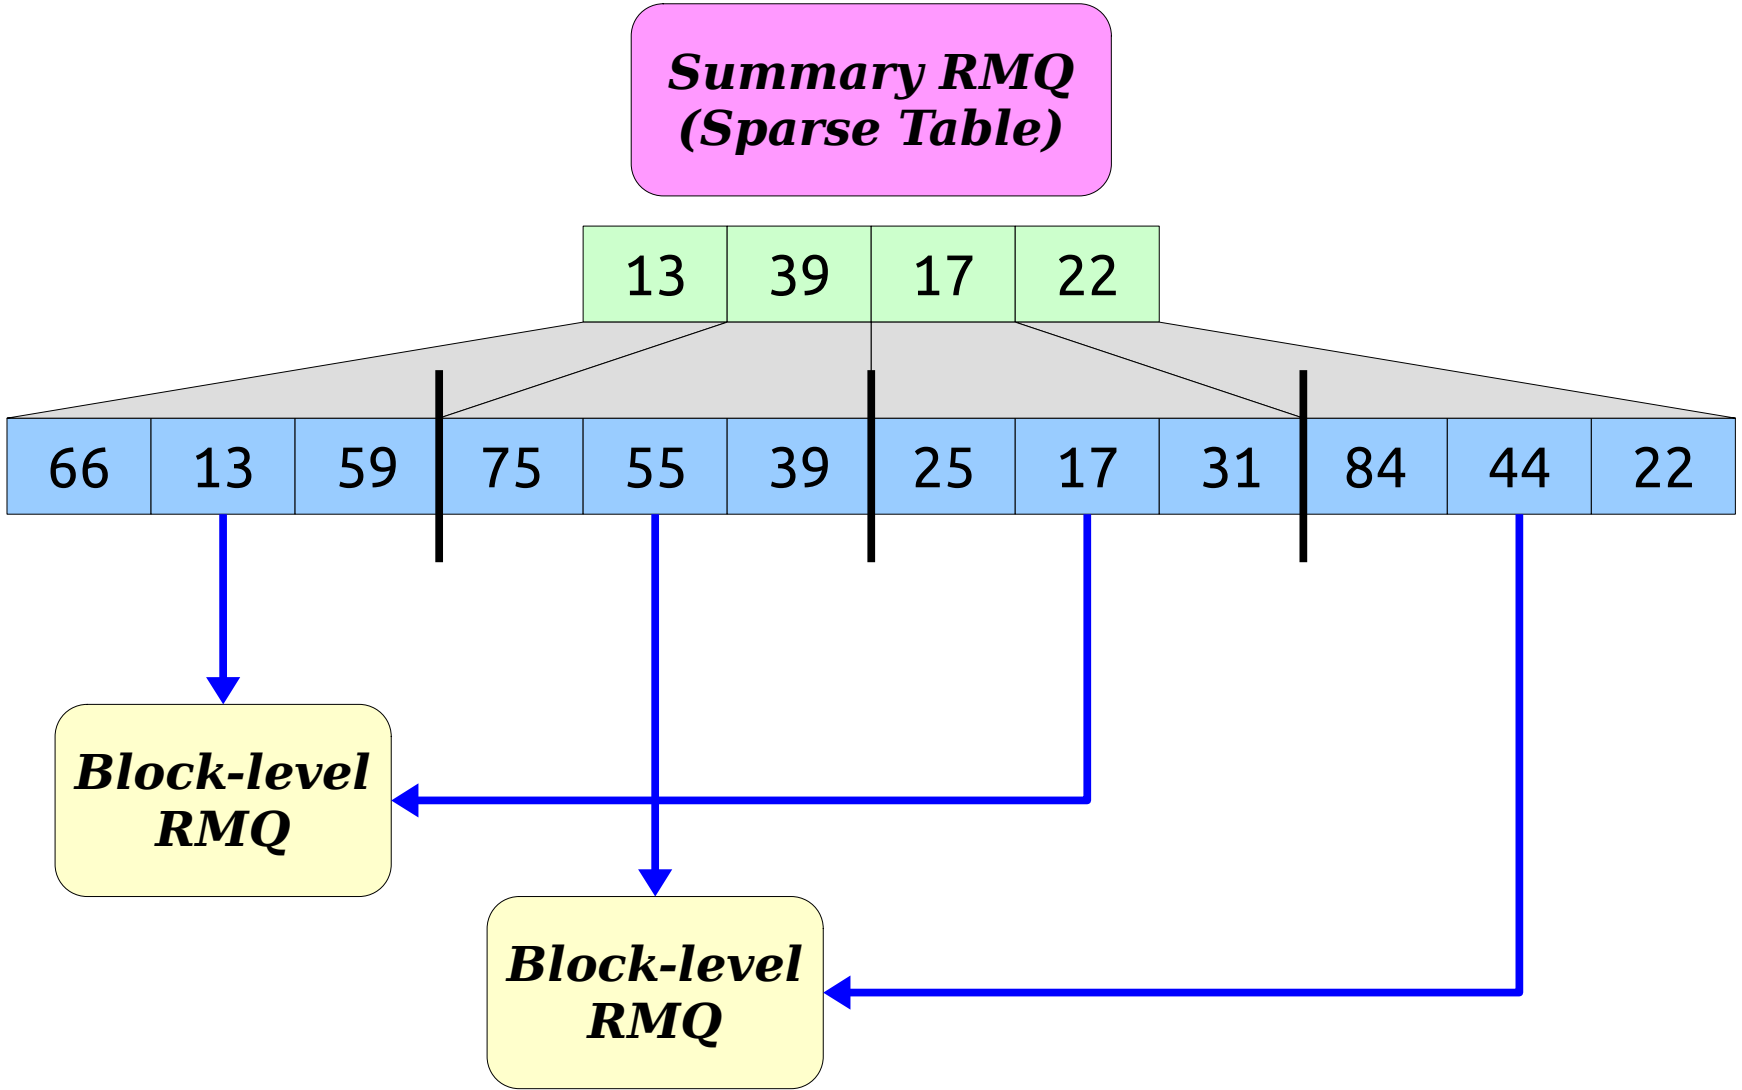 Summary RMQ
(Sparse Table)
13 39 17 22
66 13 59 75 55 39 25 17 31 84 44 22
Block-level
RMQ
Block-level
RMQ